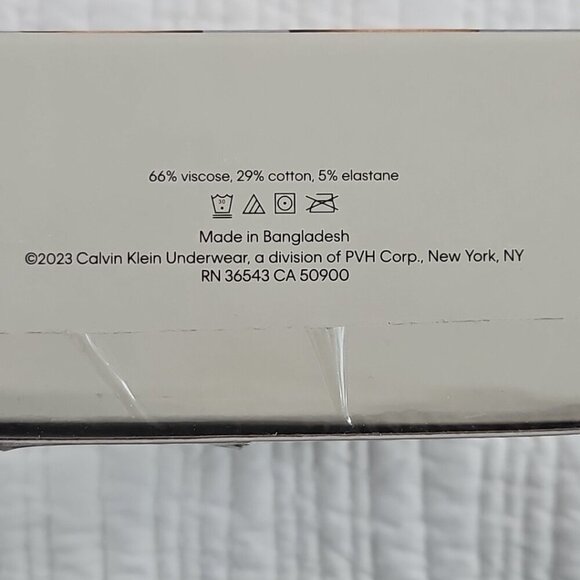 66% viscose, 29% cotton, 5% elastane
30
Made in Bangladesh
©2023 Calvin Klein Underwear, a division of PVH Corp., New York, NY
RN 36543 CA 50900